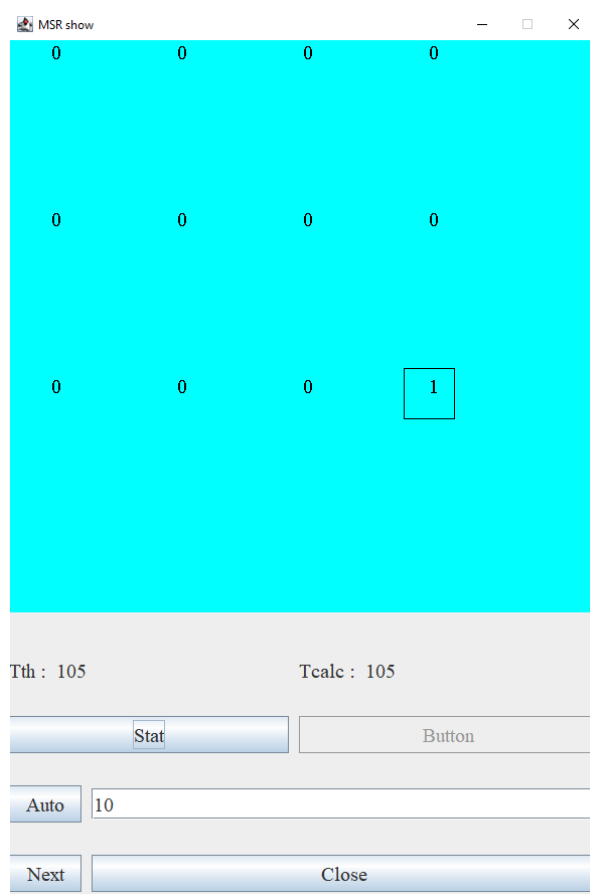 MSR show
0 0 0 0
0 0 0 0
0 0 0 1
Tth : 105 Tcalc : 105
Stat Button
Auto 10
Next Close